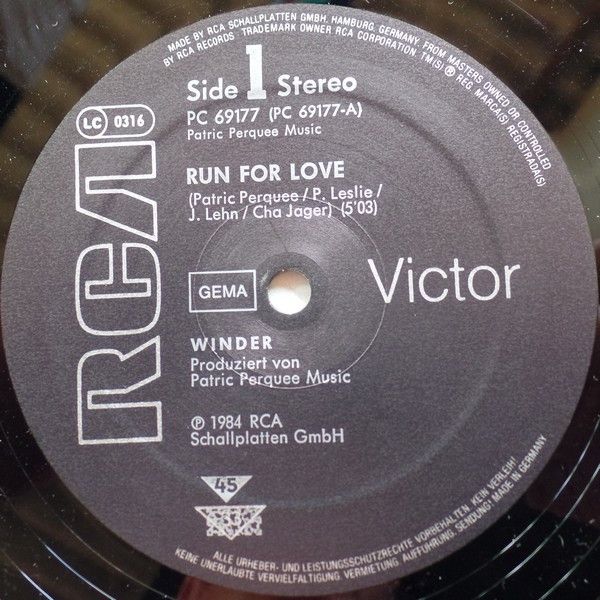 MADE BY RCA SCHALLPLATTEN GMBH, HAMBURG, GERMANY, FROM MASTERS OWNED OR CONTROLLED
BY RCA RECORDS · TRADEMARK OWNER RCA CORPORATION TM(S) ® REG. MARCA(S) REGISTRADA(S)
Side 1 Stereo
PC 69177 (PC 69177-A)
Patric Perquee Music
LC 0316
RCA
RUN FOR LOVE
(Patric Perquee / P. Leslie /
J. Lehn / Cha Jager) (5'03)
GEMA
Victor
WINDER
Produziert von
Patric Perquee Music
℗ 1984 RCA
Schallplatten GmbH
45
33
ALLE URHEBER- UND LEISTUNGSSCHUTZRECHTE VORBEHALTEN. KEIN VERLEIH!
KEINE UNERLAUBTE VERVIELFÄLTIGUNG, VERMIETUNG, AUFFÜHRUNG, SENDUNG! MADE IN GERMANY